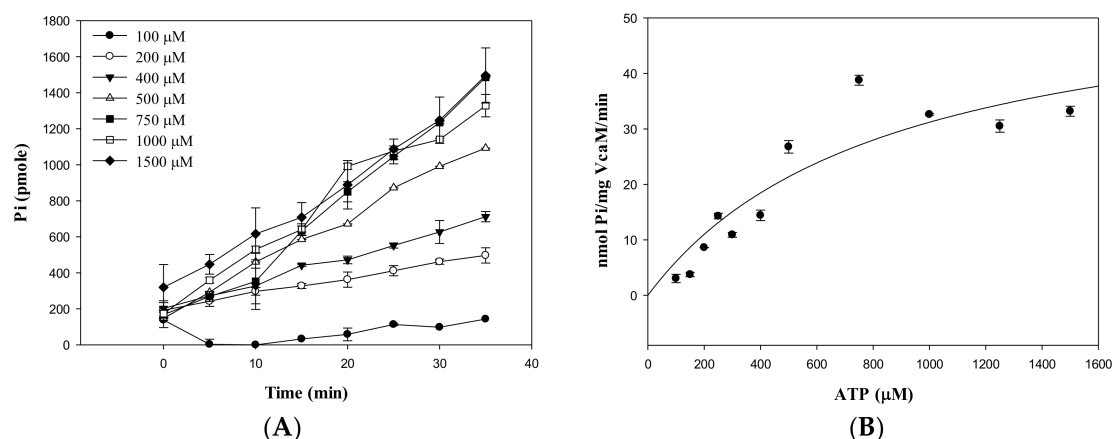 1800
1600
1400
1200
1000
800
600
400
200
0
Pi (pmole)
100 μM
200 μM
400 μM
500 μM
750 μM
1000 μM
1500 μM
0 10 20 30 40
Time (min)
(A)
50
40
30
20
10
0
nmol Pi/mg VcaM/min
0 200 400 600 800 1000 1200 1400 1600
ATP (μM)
(B)